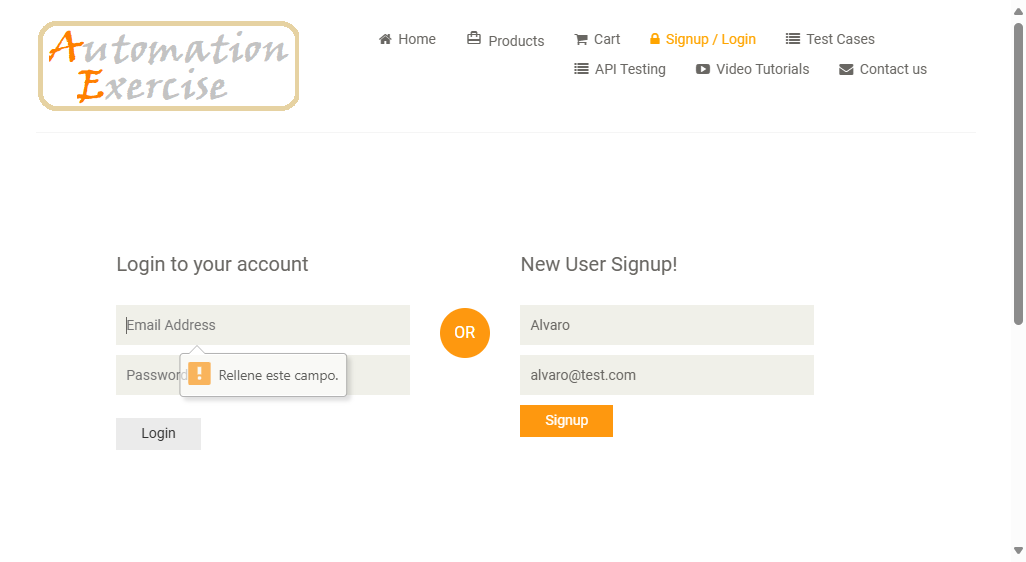 Automation
Exercise
Home
Products
Cart
Signup / Login
Test Cases
API Testing
Video Tutorials
Contact us
Login to your account
Email Address
Password
Rellene este campo.
Login
OR
New User Signup!
Alvaro
alvaro@test.com
Signup